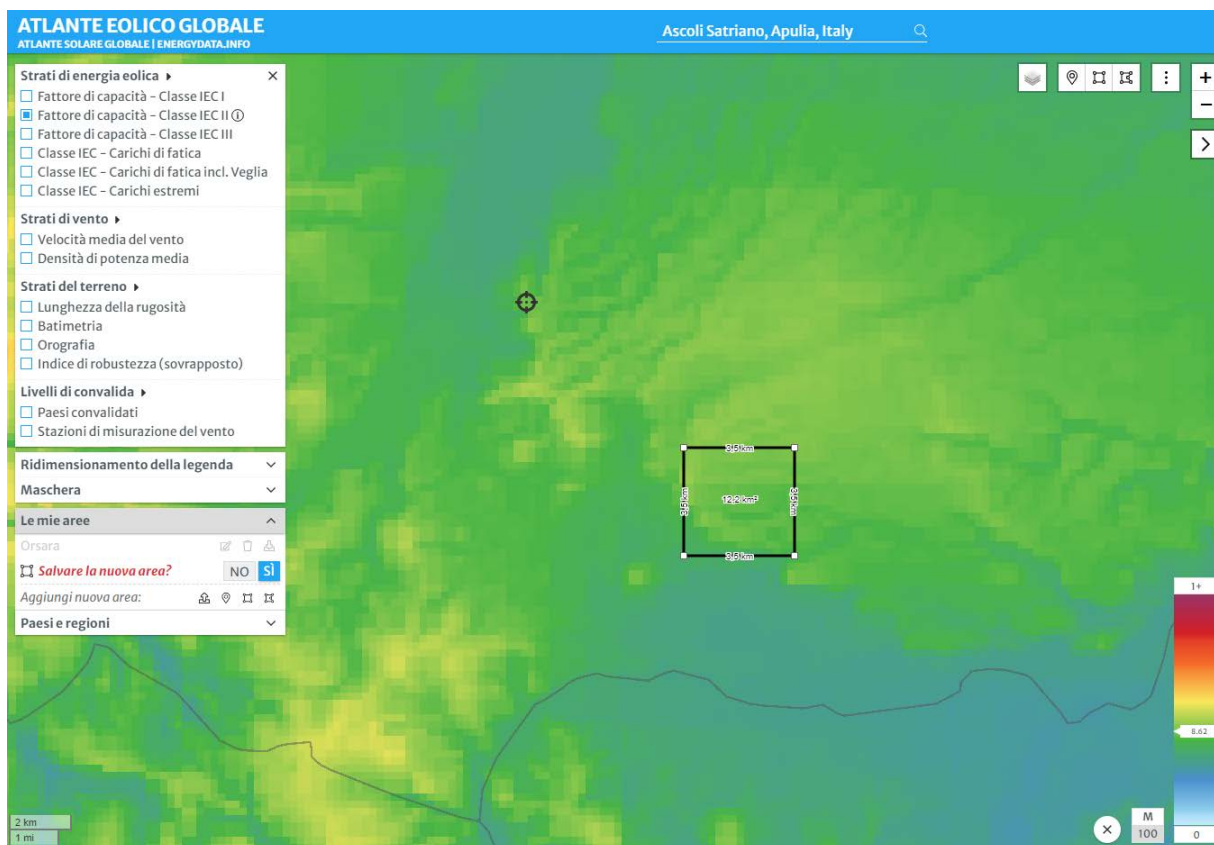 ATLANTE EOLICO GLOBALE
ATLANTE SOLARE GLOBALE | ENERGYDATA.INFO
Ascoli Satriano, Apulia, Italy
Strati di energia eolica
Fattore di capacità - Classe IEC I
Fattore di capacità - Classe IEC II
Fattore di capacità - Classe IEC III
Classe IEC - Carichi di fatica
Classe IEC - Carichi di fatica incl. Veglia
Classe IEC - Carichi estremi
Strati di vento
Velocità media del vento
Densità di potenza media
Strati del terreno
Lunghezza della rugosità
Batimetria
Orografia
Indice di robustezza (sovrapposto)
Livelli di convalida
Paesi convalidati
Stazioni di misurazione del vento
Ridimensionamento della legenda
Maschera
Le mie aree
Orsara
Salvare la nuova area? NO SÌ
Aggiungi nuova area:
Paesi e regioni
3.5 km
3.5 km
12.2 km²
3.5 km
3.5 km
1+
8.62
0
M
100
2 km
1 mi